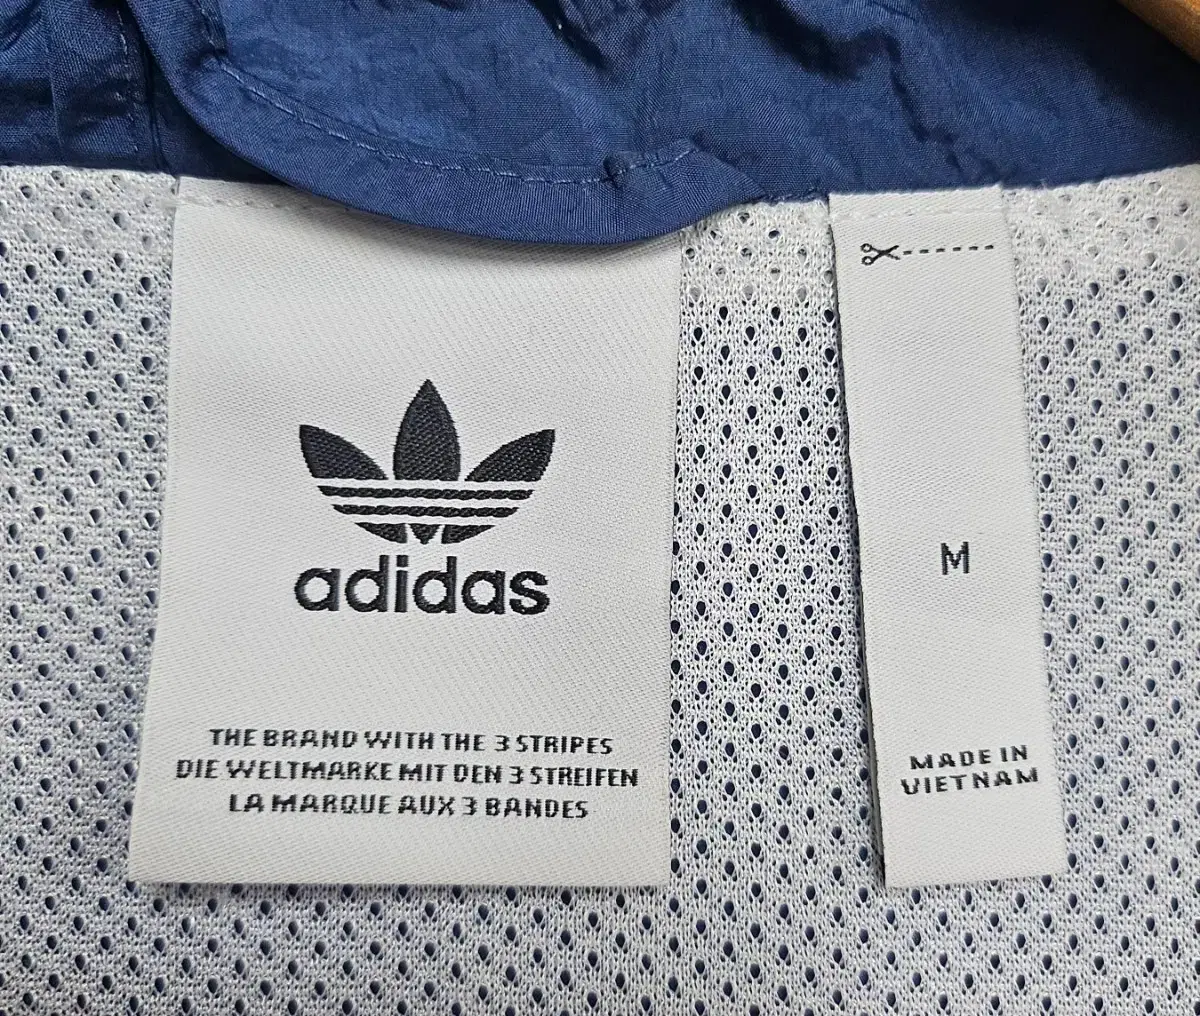 adidas
THE BRAND WITH THE 3 STRIPES
DIE WELTMARKE MIT DEN 3 STREIFEN
LA MARQUE AUX 3 BANDES
M
MADE IN
VIETNAM